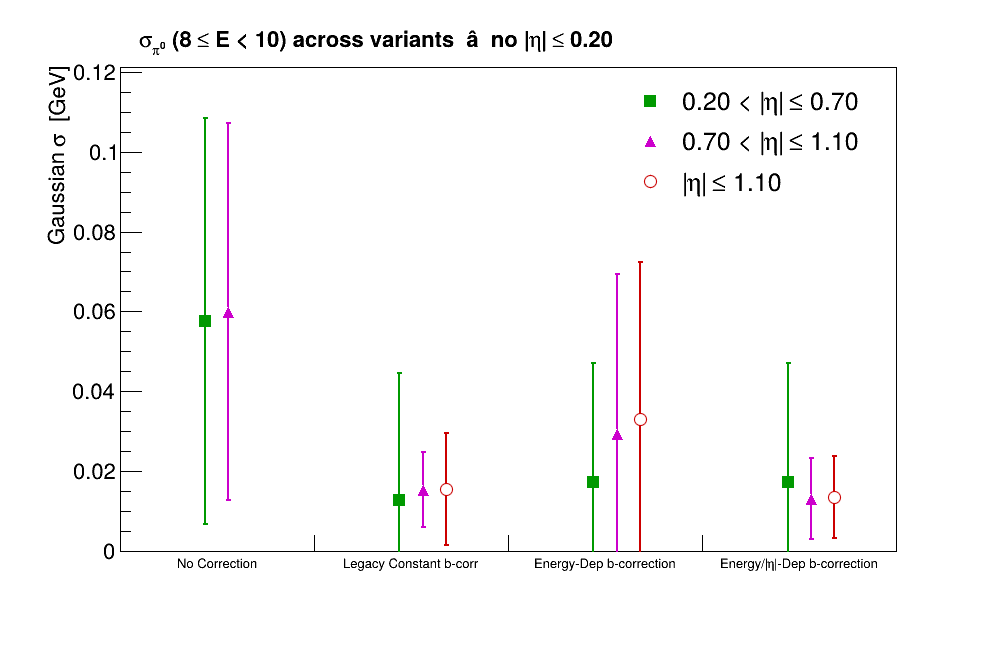 σπ⁰ (8 ≤ E < 10) across variants â no |η| ≤ 0.20
Gaussian σ [GeV]
0.12
0.1
0.08
0.06
0.04
0.02
0
0.20 < |η| ≤ 0.70
0.70 < |η| ≤ 1.10
|η| ≤ 1.10
No Correction
Legacy Constant b-corr
Energy-Dep b-correction
Energy/|η|-Dep b-correction